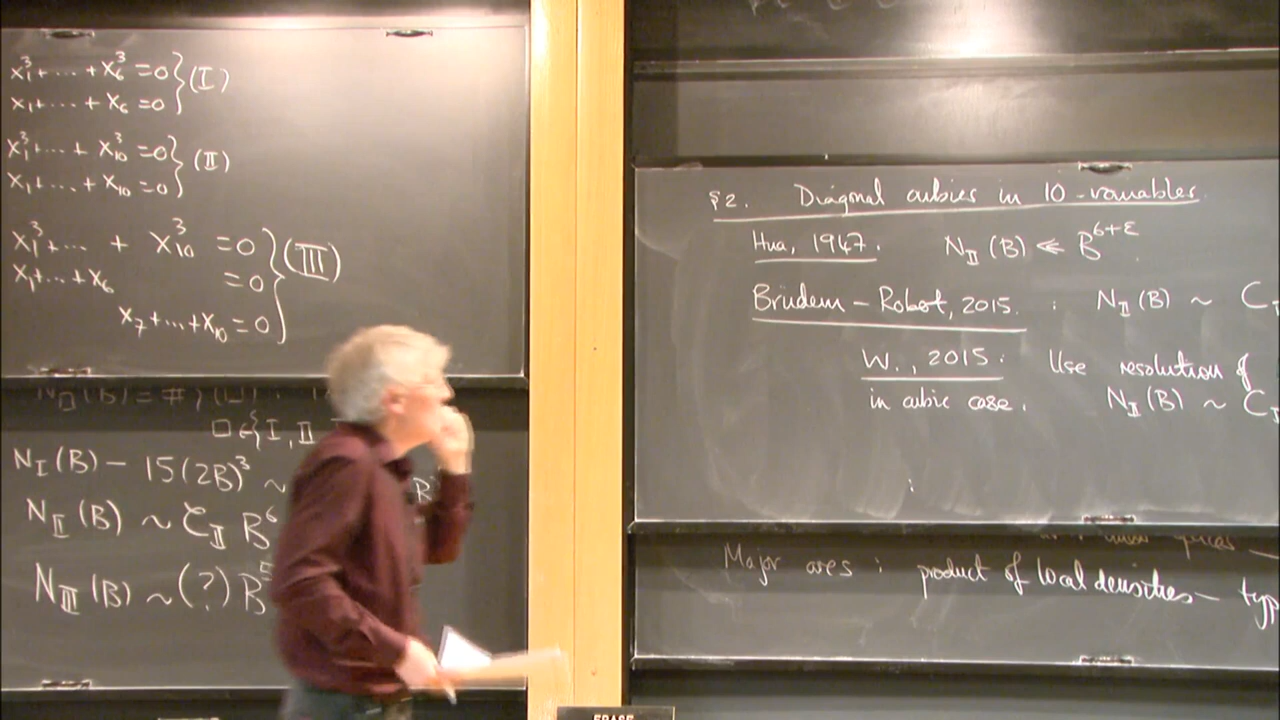 x₁³+⋯+x₆³=0 } (I)
x₁+⋯+x₆=0
x₁³+⋯+x₁₀³=0 } (II)
x₁+⋯+x₁₀=0
x₁³+⋯ + x₁₀³ =0 } (III)
x₁+⋯+x₆ =0
x₇+⋯+x₁₀=0
□∈{I, II
N_I(B) − 15(2B)³ ~
N_II(B) ~ C_II B⁶
N_III(B) ~ (?) B⁵
§2. Diagonal cubics in 10-variables.
Hua, 1947. N_II(B) ≪ B^{6+ε}.
Brüdern – Robert, 2015. : N_II(B) ~ C
W., 2015 : Use resolution of
in cubic case. N_II(B) ~ C
Major arcs : product of local densities –
ERASE